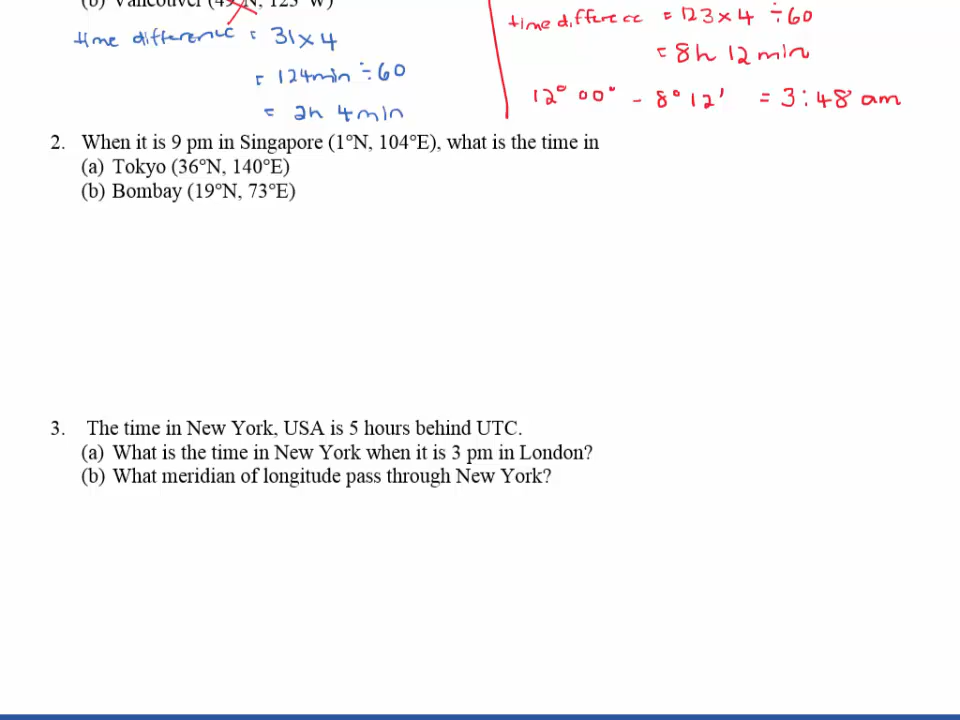 (b) Vancouver (49°N, 123°W)
time difference = 31 x 4
= 124min ÷ 60
= 2h 4min
time difference = 123 x 4 ÷ 60
= 8h 12 min
12° 00° - 8° 12' = 3:48 am
2. When it is 9 pm in Singapore (1°N, 104°E), what is the time in
(a) Tokyo (36°N, 140°E)
(b) Bombay (19°N, 73°E)
3. The time in New York, USA is 5 hours behind UTC.
(a) What is the time in New York when it is 3 pm in London?
(b) What meridian of longitude pass through New York?